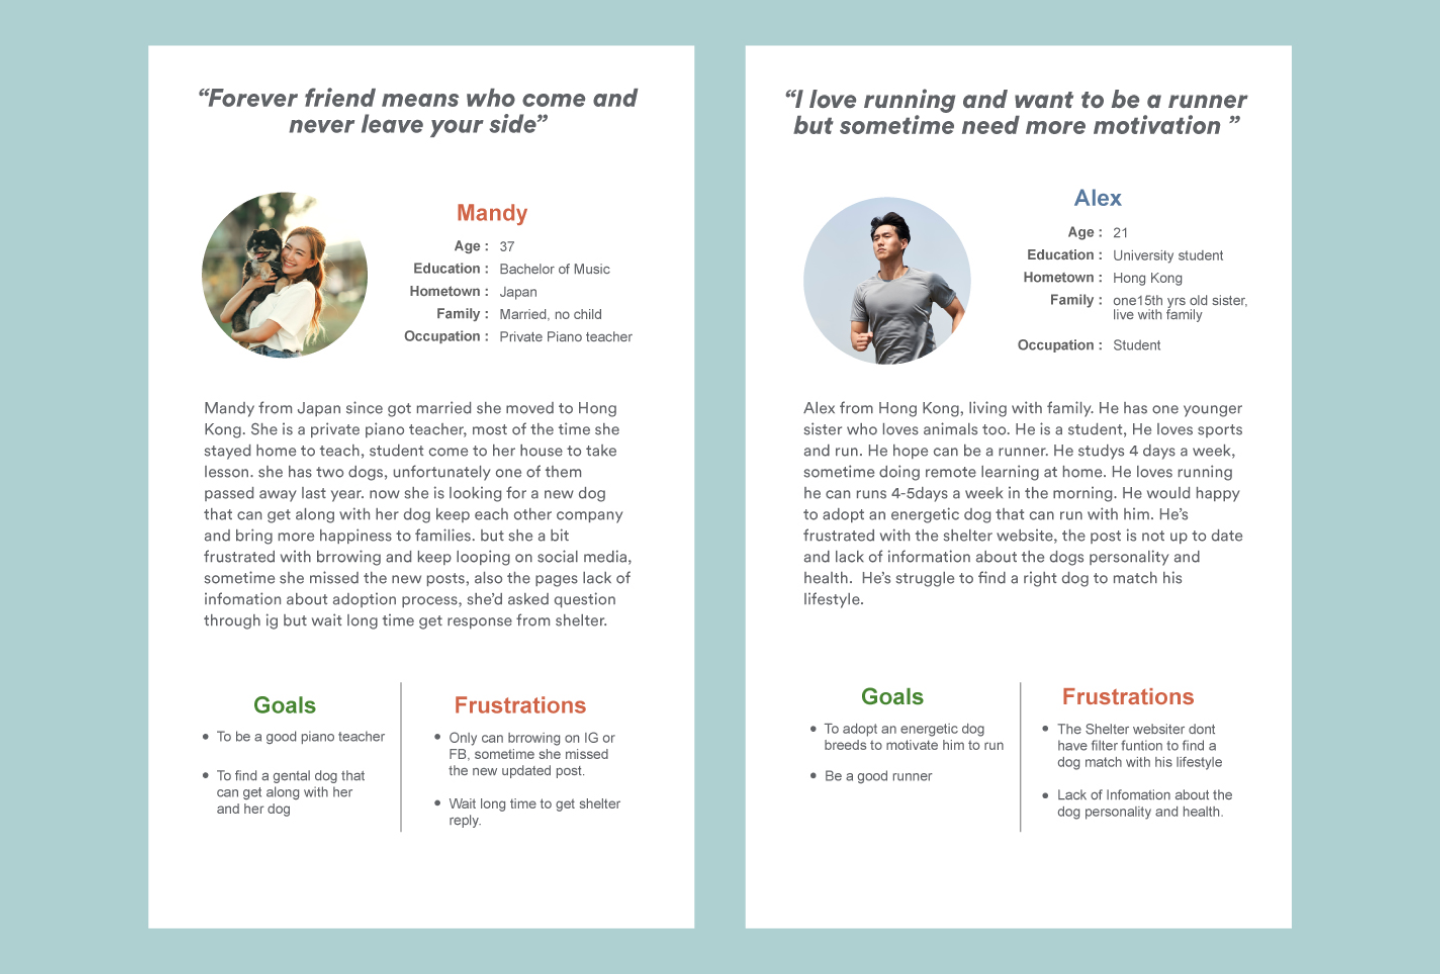 “Forever friend means who come and
never leave your side”
Mandy
Age : 37
Education : Bachelor of Music
Hometown : Japan
Family : Married, no child
Occupation : Private Piano teacher
Mandy from Japan since got married she moved to Hong
Kong. She is a private piano teacher, most of the time she
stayed home to teach, student come to her house to take
lesson. she has two dogs, unfortunately one of them
passed away last year. now she is looking for a new dog
that can get along with her dog keep each other company
and bring more happiness to families. but she a bit
frustrated with brrowing and keep looping on social media,
sometime she missed the new posts, also the pages lack of
infomation about adoption process, she’d asked question
through ig but wait long time get response from shelter.
Goals
• To be a good piano teacher
• To find a gental dog that
can get along with her
and her dog
Frustrations
• Only can brrowing on IG or
FB, sometime she missed
the new updated post.
• Wait long time to get shelter
reply.
“I love running and want to be a runner
but sometime need more motivation ”
Alex
Age : 21
Education : University student
Hometown : Hong Kong
Family : one15th yrs old sister,
live with family
Occupation : Student
Alex from Hong Kong, living with family. He has one younger
sister who loves animals too. He is a student, He loves sports
and run. He hope can be a runner. He studys 4 days a week,
sometime doing remote learning at home. He loves running
he can runs 4-5days a week in the morning. He would happy
to adopt an energetic dog that can run with him. He’s
frustrated with the shelter website, the post is not up to date
and lack of information about the dogs personality and
health.  He’s struggle to find a right dog to match his
lifestyle.
Goals
• To adopt an energetic dog
breeds to motivate him to run
• Be a good runner
Frustrations
• The Shelter websiter dont
have filter funtion to find a
dog match with his lifestyle
• Lack of Infomation about the
dog personality and health.